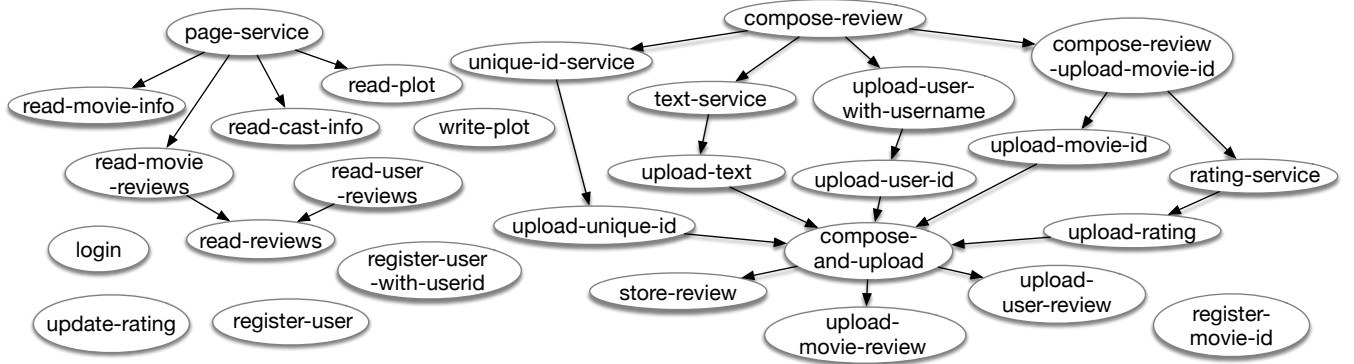 page-service
read-movie-info
read-plot
read-cast-info
write-plot
read-movie
-reviews
read-user
-reviews
read-reviews
login
register-user
-with-userid
update-rating
register-user
compose-review
unique-id-service
compose-review
-upload-movie-id
text-service
upload-user-
with-username
upload-movie-id
upload-text
upload-user-id
rating-service
upload-unique-id
compose-
and-upload
upload-rating
store-review
upload-
user-review
upload-
movie-review
register-
movie-id